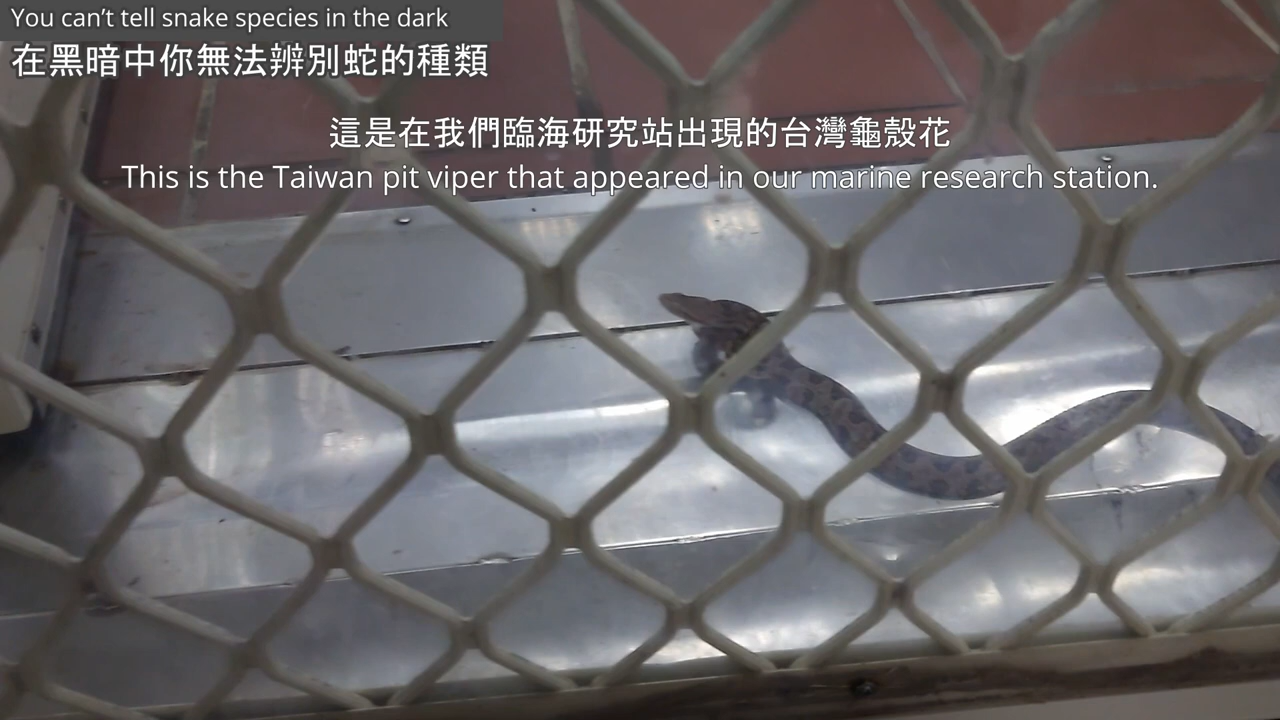 You can’t tell snake species in the dark
在黑暗中你無法辨別蛇的種類
這是在我們臨海研究站出現的台灣龜殼花
This is the Taiwan pit viper that appeared in our marine research station.